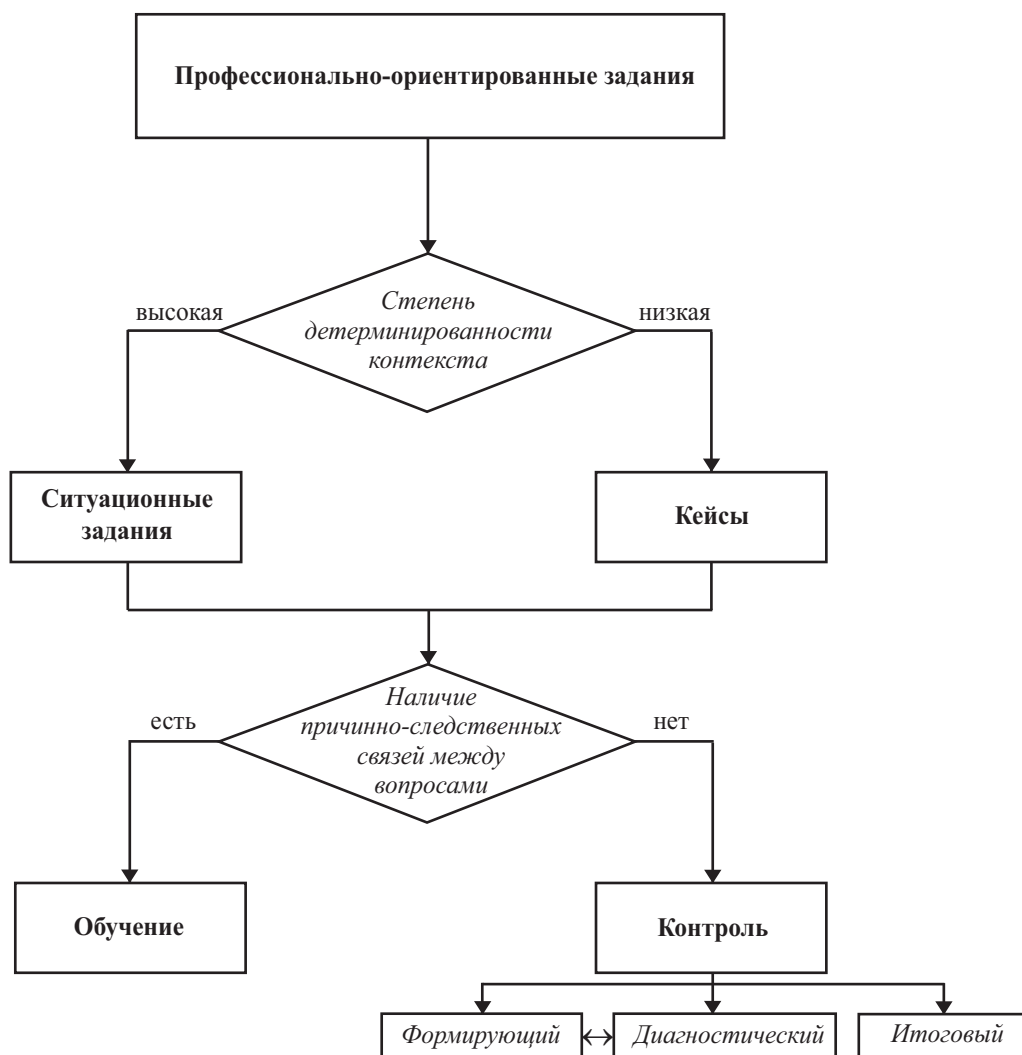 Профессионально-ориентированные задания
Степень
детерминированности
контекста
высокая
низкая
Ситуационные
задания
Кейсы
Наличие
причинно-следственных
связей между
вопросами
есть
нет
Обучение
Контроль
Формирующий
Диагностический
Итоговый